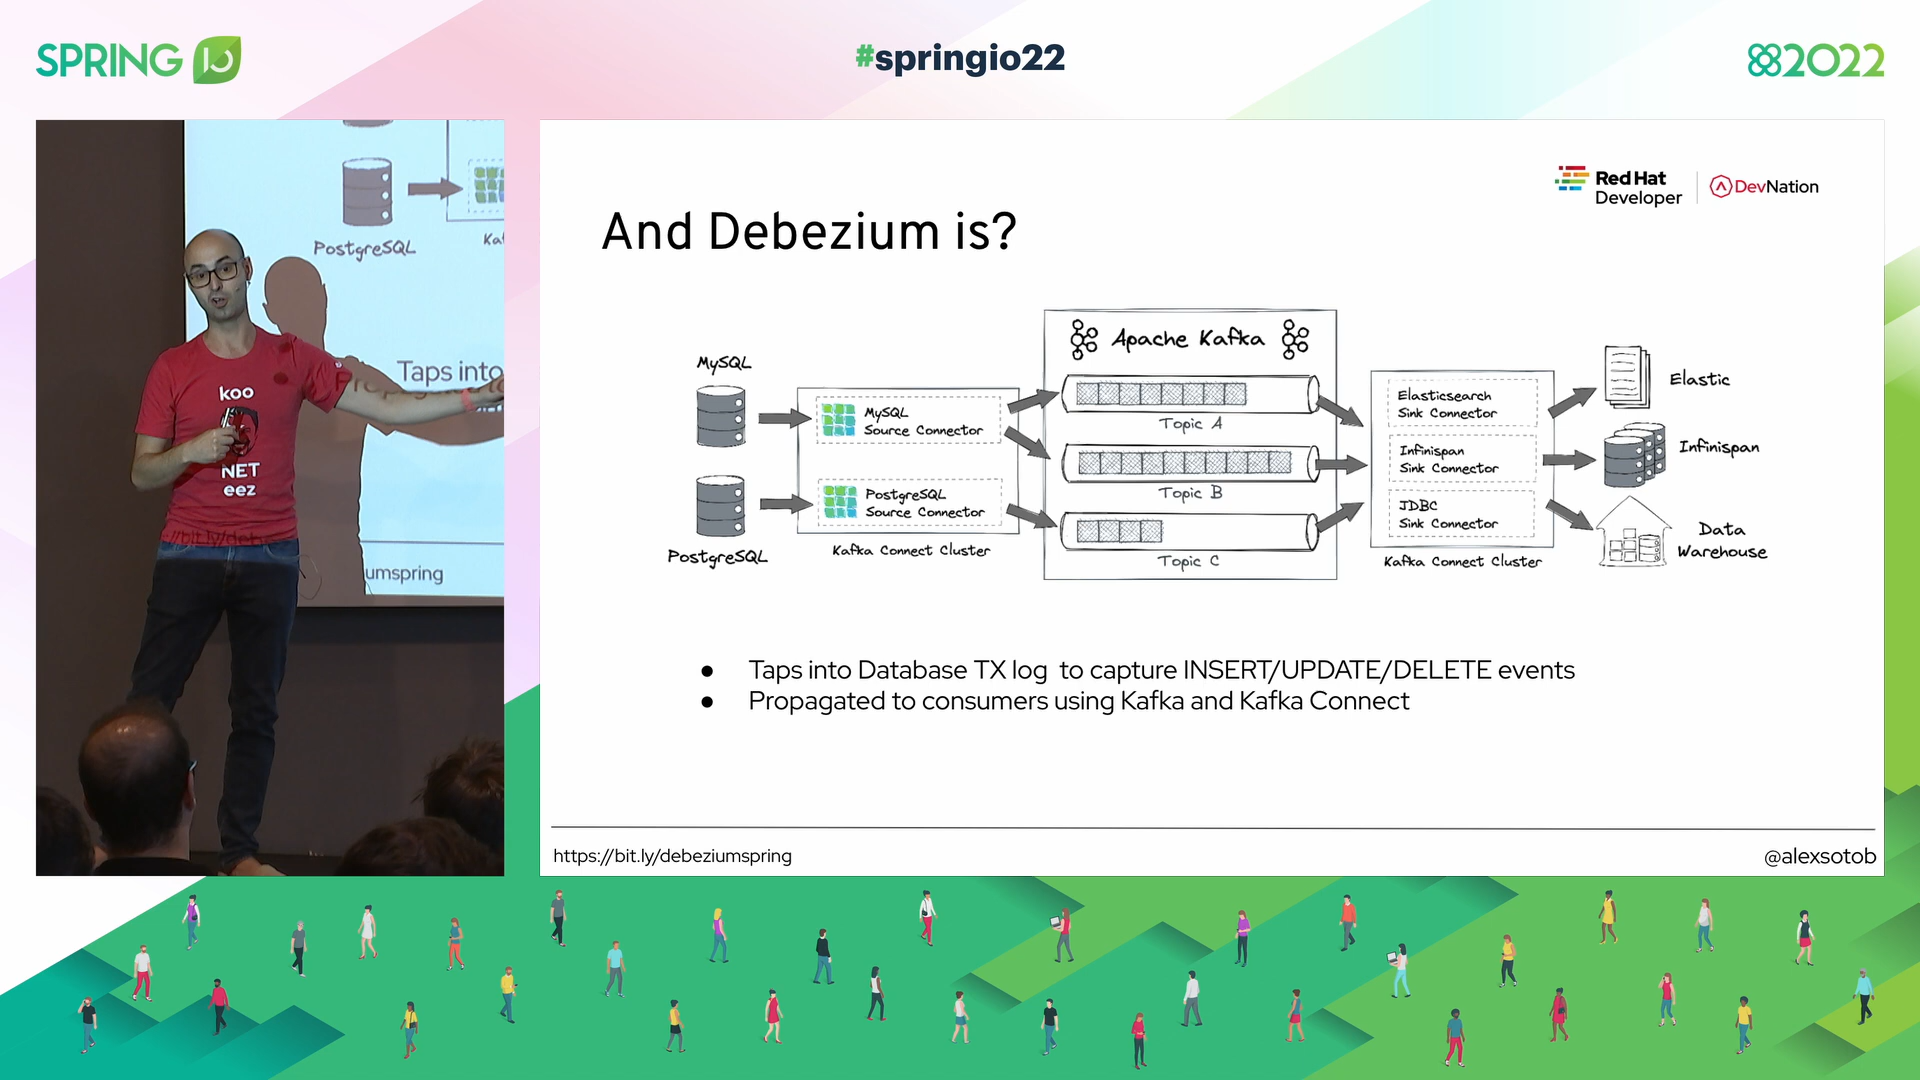 SPRING IO
#springio22
2022
PostgreSQL
Taps into
koo
NET
eez
umspring
Red Hat
Developer
DevNation
And Debezium is?
MySQL
PostgreSQL
MySQL
Source Connector
PostgreSQL
Source Connector
Kafka Connect Cluster
Apache Kafka
Topic A
Topic B
Topic C
Elasticsearch
Sink Connector
Infinispan
Sink Connector
JDBC
Sink Connector
Kafka Connect Cluster
Elastic
Infinispan
Data
Warehouse
● Taps into Database TX log to capture INSERT/UPDATE/DELETE events
● Propagated to consumers using Kafka and Kafka Connect
https://bit.ly/debeziumspring
@alexsotob